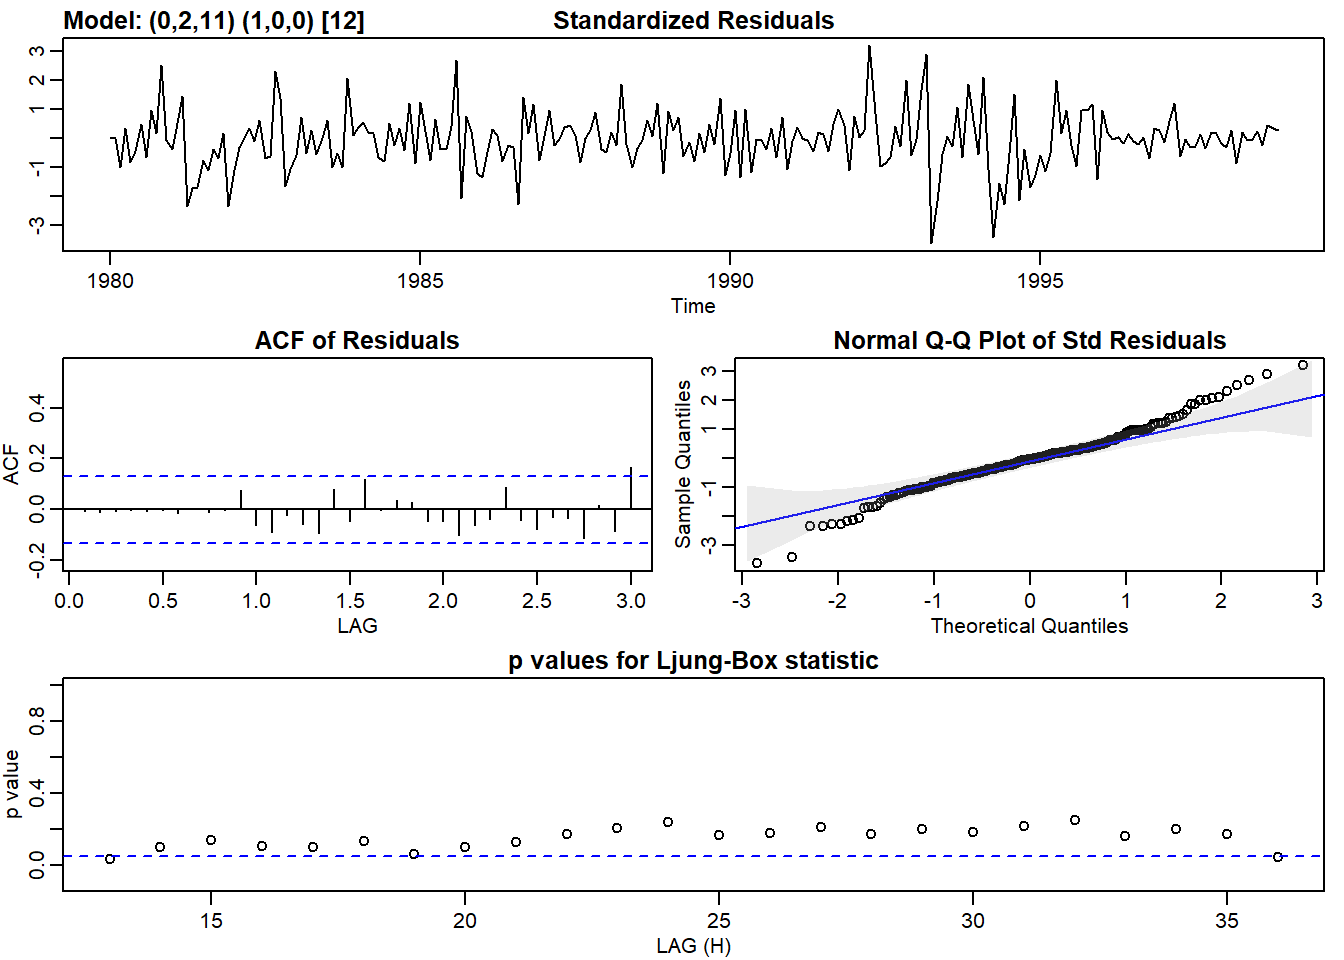 Model: (0,2,11) (1,0,0) [12] Standardized Residuals
3
2
1
-1
-3
1980 1985 1990 1995
Time
ACF of Residuals
ACF
0.4
0.2
0.0
-0.2
0.0 0.5 1.0 1.5 2.0 2.5 3.0
LAG
Normal Q-Q Plot of Std Residuals
Sample Quantiles
3
2
1
-1
-3
-3 -2 -1 0 1 2 3
Theoretical Quantiles
p values for Ljung-Box statistic
p value
0.8
0.4
0.0
15 20 25 30 35
LAG (H)